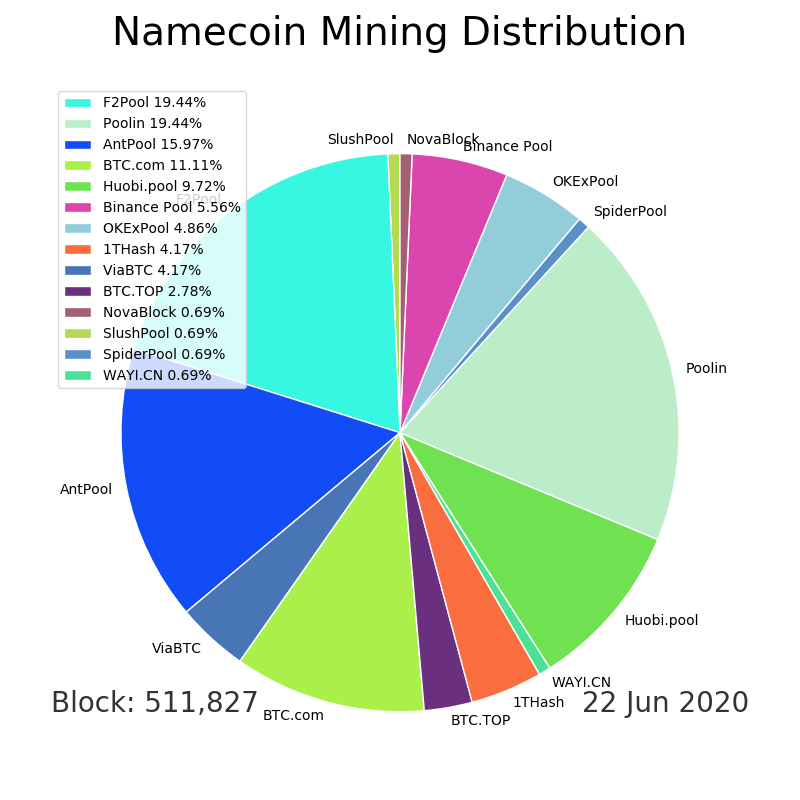 Namecoin Mining Distribution
F2Pool 19.44%
Poolin 19.44%
AntPool 15.97%
BTC.com 11.11%
Huobi.pool 9.72%
Binance Pool 5.56%
OKExPool 4.86%
1THash 4.17%
ViaBTC 4.17%
BTC.TOP 2.78%
NovaBlock 0.69%
SlushPool 0.69%
SpiderPool 0.69%
WAYI.CN 0.69%
SlushPool
NovaBlock
Binance Pool
OKExPool
SpiderPool
F2Pool
Poolin
AntPool
Huobi.pool
ViaBTC
WAYI.CN
1THash
BTC.com
BTC.TOP
Block: 511,827
22 Jun 2020